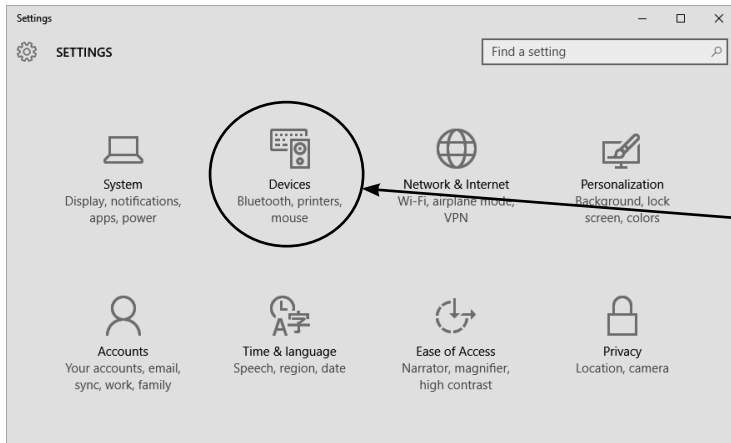 Settings
SETTINGS
Find a setting
System
Display, notifications,
apps, power
Devices
Bluetooth, printers,
mouse
Network & Internet
Wi-Fi, airplane mode,
VPN
Personalization
Background, lock
screen, colors
A字
Accounts
Your accounts, email,
sync, work, family
Time & language
Speech, region, date
Ease of Access
Narrator, magnifier,
high contrast
Privacy
Location, camera